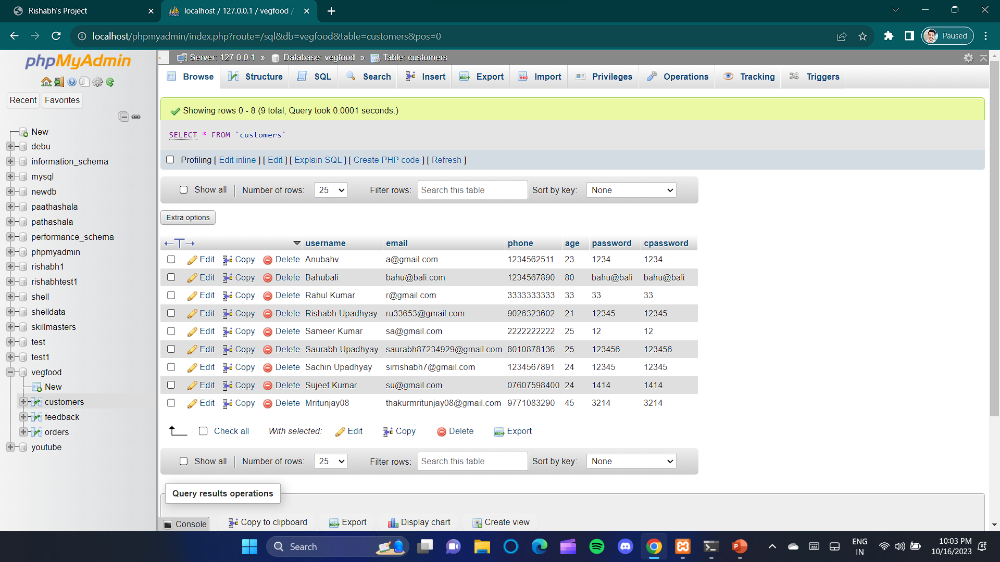 Rishabh's Project
localhost / 127.0.0.1 / vegfood /
localhost/phpmyadmin/index.php?route=/sql&db=vegfood&table=customers&pos=0
Paused
phpMyAdmin
Recent Favorites
New
debu
information_schema
mysql
newdb
paathashala
pathashala
performance_schema
phpmyadmin
rishabh1
rishabhtest1
shell
shelldata
skillmasters
test
test1
vegfood
New
customers
feedback
orders
youtube
Server: 127.0.0.1 » Database: vegfood » Table: customers
Browse Structure SQL Search Insert Export Import Privileges Operations Tracking Triggers
Showing rows 0 - 8 (9 total, Query took 0.0001 seconds.)
SELECT * FROM `customers`
Profiling [ Edit inline ] [ Edit ] [ Explain SQL ] [ Create PHP code ] [ Refresh ]
Show all Number of rows: 25 Filter rows: Search this table Sort by key: None
Extra options
username email phone age password cpassword
Edit Copy Delete Anubahv a@gmail.com 1234562511 23 1234 1234
Edit Copy Delete Bahubali bahu@bali.com 1234567890 80 bahu@bali bahu@bali
Edit Copy Delete Rahul Kumar r@gmail.com 3333333333 33 33 33
Edit Copy Delete Rishabh Upadhyay ru33653@gmail.com 9026323602 21 12345 12345
Edit Copy Delete Sameer Kumar sa@gmail.com 2222222222 25 12 12
Edit Copy Delete Saurabh Upadhyay saurabh87234929@gmail.com 8010878136 25 123456 123456
Edit Copy Delete Sachin Upadhyay sirrishabh7@gmail.com 1234567891 24 12345 12345
Edit Copy Delete Sujeet Kumar su@gmail.com 07607598400 24 1414 1414
Edit Copy Delete Mritunjay08 thakurmritunjay08@gmail.com 9771083290 45 3214 3214
Check all With selected: Edit Copy Delete Export
Show all Number of rows: 25 Filter rows: Search this table Sort by key: None
Query results operations
Console Copy to clipboard Export Display chart Create view
Search
ENG
IN
10:03 PM
10/16/2023